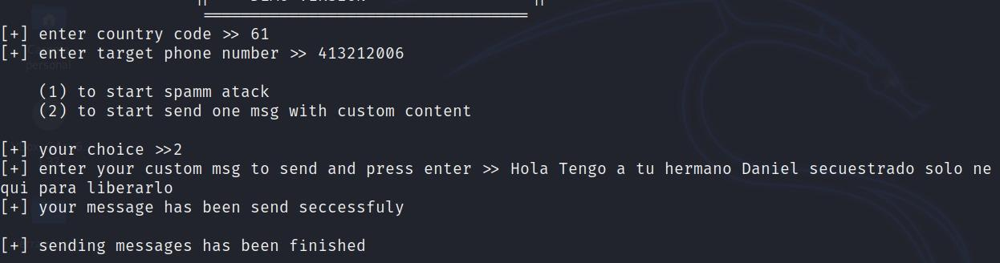 [+] enter country code >> 61
[+] enter target phone number >> 413212006
(1) to start spamm atack
(2) to start send one msg with custom content
[+] your choice >>2
[+] enter your custom msg to send and press enter >> Hola Tengo a tu hermano Daniel secuestrado solo ne
qui para liberarlo
[+] your message has been send seccessfuly
[+] sending messages has been finished